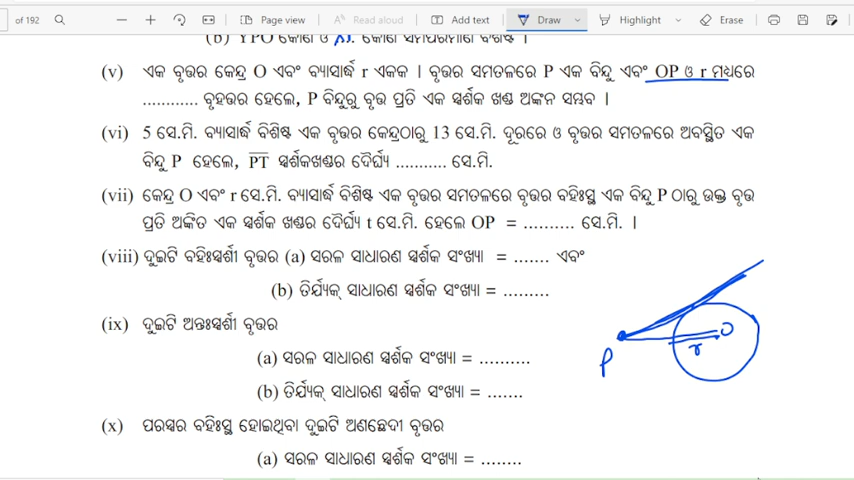 of 192
Page view
Read aloud
Add text
Draw
Highlight
Erase
(b) YPO କୋଣ ଓ କୋଣ ସମପରିମାଣ ବିଶିଷ୍ଟ ।
(v) ଏକ ବୃତ୍ତର କେନ୍ଦ୍ର O ଏବଂ ବ୍ୟାସାର୍ଦ୍ଧ r ଏକକ । ବୃତ୍ତର ସମତଳରେ P ଏକ ବିନ୍ଦୁ ଏବଂ OP ଓ r ମଧ୍ୟରେ
............ ବୃହତ୍ତର ହେଲେ, P ବିନ୍ଦୁରୁ ବୃତ୍ତ ପ୍ରତି ଏକ ସ୍ପର୍ଶକ ଖଣ୍ଡ ଅଙ୍କନ ସମ୍ଭବ ।
(vi) 5 ସେ.ମି. ବ୍ୟାସାର୍ଦ୍ଧ ବିଶିଷ୍ଟ ଏକ ବୃତ୍ତର କେନ୍ଦ୍ରଠାରୁ 13 ସେ.ମି. ଦୂରରେ ଓ ବୃତ୍ତର ସମତଳରେ ଅବସ୍ଥିତ ଏକ
ବିନ୍ଦୁ P ହେଲେ, PT ସ୍ପର୍ଶକଖଣ୍ଡର ଦୈର୍ଘ୍ୟ ........... ସେ.ମି.
(vii) କେନ୍ଦ୍ର O ଏବଂ r ସେ.ମି. ବ୍ୟାସାର୍ଦ୍ଧ ବିଶିଷ୍ଟ ଏକ ବୃତ୍ତର ସମତଳରେ ବୃତ୍ତର ବହିଃସ୍ଥ ଏକ ବିନ୍ଦୁ P ଠାରୁ ଉକ୍ତ ବୃତ୍ତ
ପ୍ରତି ଅଙ୍କିତ ଏକ ସ୍ପର୍ଶକ ଖଣ୍ଡର ଦୈର୍ଘ୍ୟ t ସେ.ମି. ହେଲେ OP = .......... ସେ.ମି. ।
(viii) ଦୁଇଟି ବହିଃସ୍ପର୍ଶୀ ବୃତ୍ତର (a) ସରଳ ସାଧାରଣ ସ୍ପର୍ଶକ ସଂଖ୍ୟା = ....... ଏବଂ
(b) ତିର୍ଯ୍ୟକ୍ ସାଧାରଣ ସ୍ପର୍ଶକ ସଂଖ୍ୟା = .........
(ix) ଦୁଇଟି ଅନ୍ତଃସ୍ପର୍ଶୀ ବୃତ୍ତର
O
r
P
(a) ସରଳ ସାଧାରଣ ସ୍ପର୍ଶକ ସଂଖ୍ୟା = ..........
(b) ତିର୍ଯ୍ୟକ୍ ସାଧାରଣ ସ୍ପର୍ଶକ ସଂଖ୍ୟା = .......
(x) ପରସ୍ପର ବହିଃସ୍ଥ ହୋଇଥିବା ଦୁଇଟି ଅଣଛେଦୀ ବୃତ୍ତର
(a) ସରଳ ସାଧାରଣ ସ୍ପର୍ଶକ ସଂଖ୍ୟା = ........